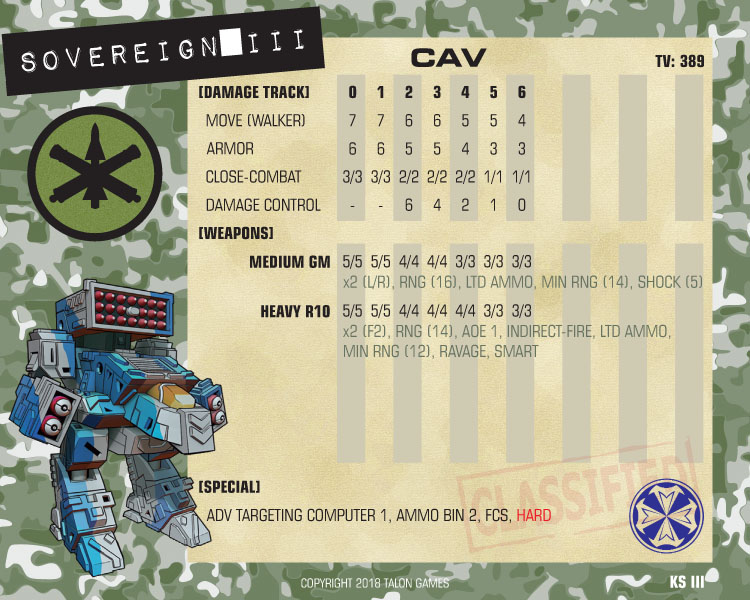 SOVEREIGN III
CAV
TV: 389
[DAMAGE TRACK] 0 1 2 3 4 5 6
MOVE (WALKER) 7 7 6 6 5 5 4
ARMOR 6 6 5 5 4 3 3
CLOSE-COMBAT 3/3 3/3 2/2 2/2 2/2 1/1 1/1
DAMAGE CONTROL - - 6 4 2 1 0
[WEAPONS]
MEDIUM GM 5/5 5/5 4/4 4/4 3/3 3/3 3/3
x2 (L/R), RNG (16), LTD AMMO, MIN RNG (14), SHOCK (5)
HEAVY R10 5/5 5/5 4/4 4/4 4/4 3/3 3/3
x2 (F2), RNG (14), AOE 1, INDIRECT-FIRE, LTD AMMO,
MIN RNG (12), RAVAGE, SMART
[SPECIAL]
CLASSIFIED
ADV TARGETING COMPUTER 1, AMMO BIN 2, FCS, HARD
COPYRIGHT 2018 TALON GAMES
KS III